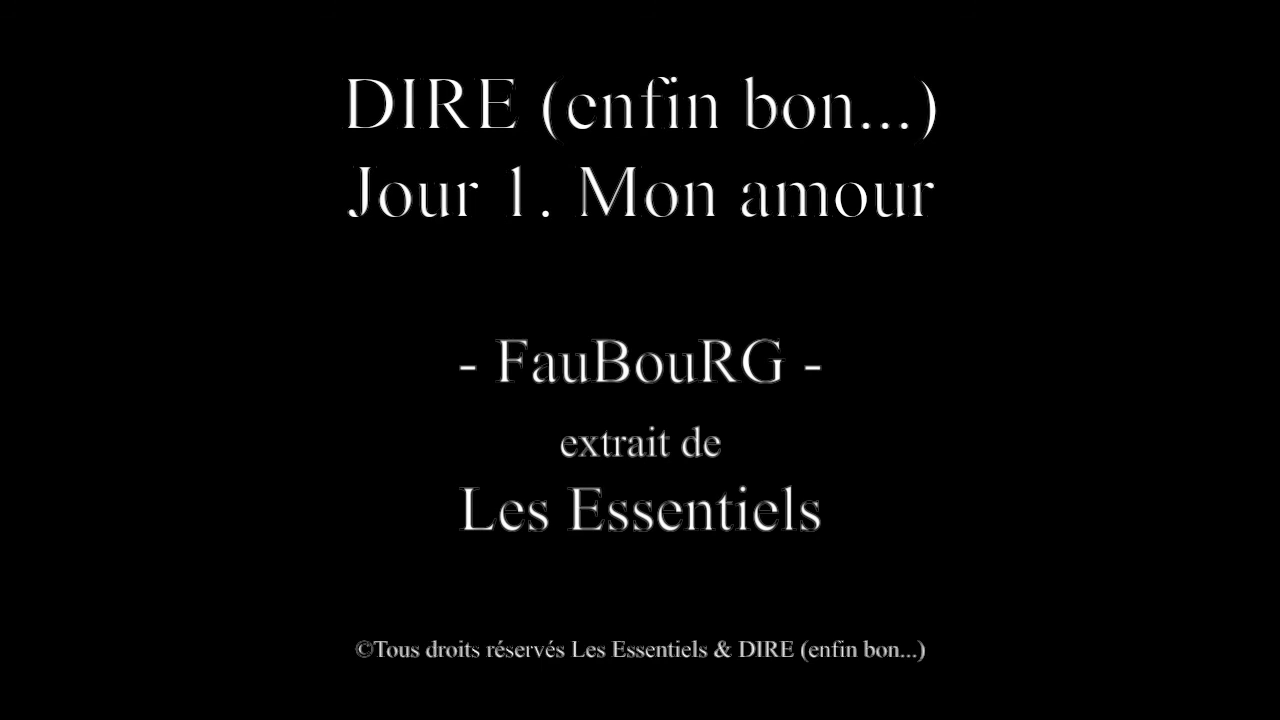 DIRE (enfin bon...)
Jour 1. Mon amour
- FauBouRG -
extrait de
Les Essentiels
©Tous droits réservés Les Essentiels & DIRE (enfin bon...)